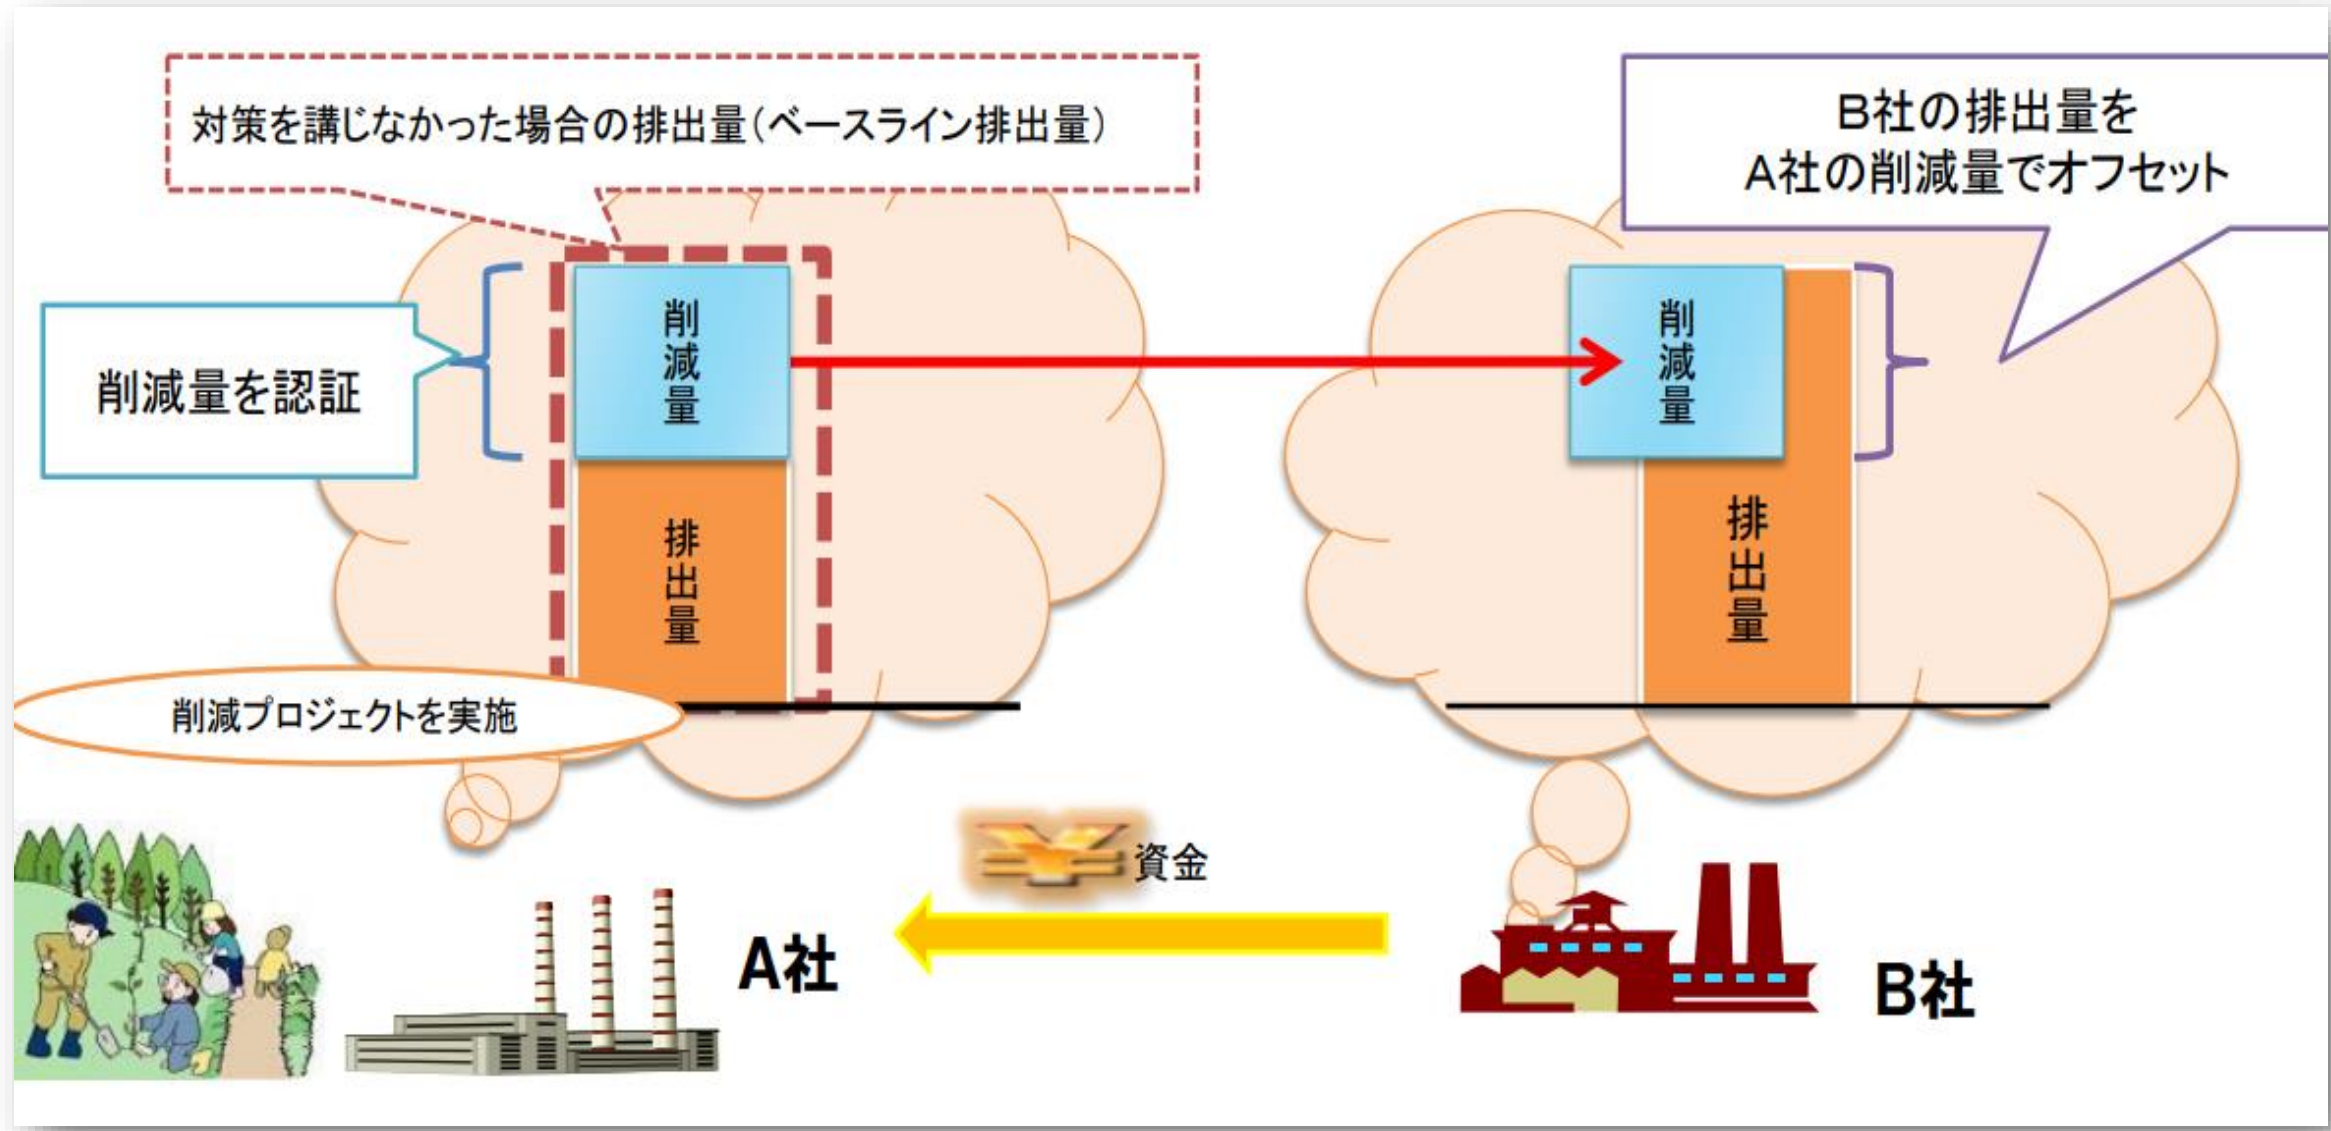 対策を講じなかった場合の排出量(ベースライン排出量)
B社の排出量を
A社の削減量でオフセット
削減量を認証
削減量
排出量
削減量
排出量
削減プロジェクトを実施
資金
A社
B社